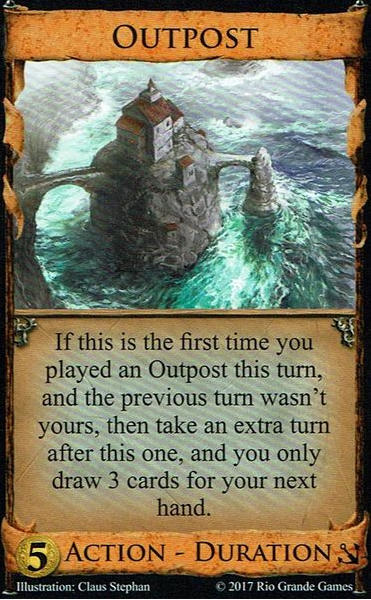 OUTPOST
If this is the first time you
played an Outpost this turn,
and the previous turn wasn't
yours, then take an extra turn
after this one, and you only
draw 3 cards for your next
hand.
5 ACTION - DURATION
Illustration: Claus Stephan © 2017 Rio Grande Games